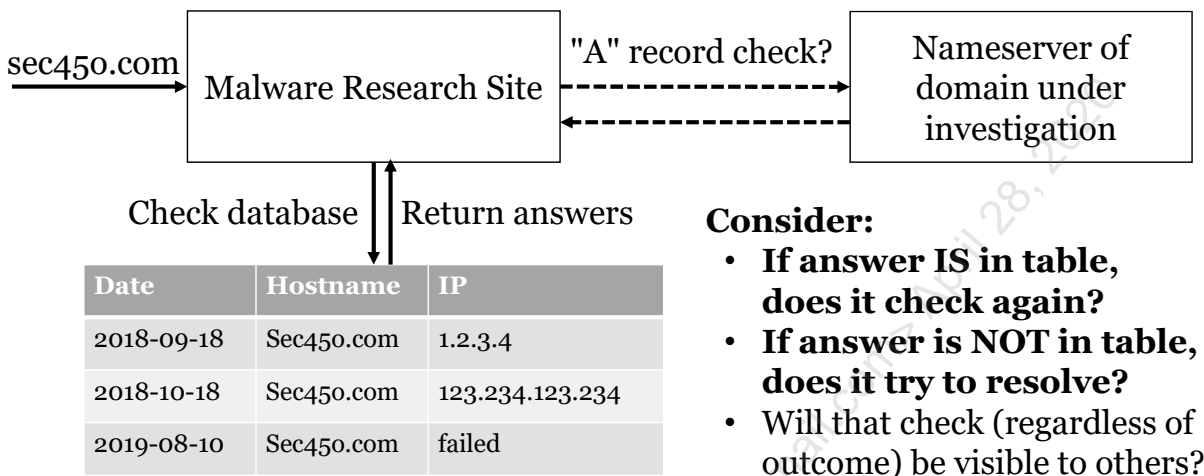 sec450.com
Malware Research Site
"A" record check?
Nameserver of
domain under
investigation
Check database
Return answers
Date Hostname IP
2018-09-18 Sec450.com 1.2.3.4
2018-10-18 Sec450.com 123.234.123.234
2019-08-10 Sec450.com failed
Consider:
• If answer IS in table,
does it check again?
• If answer is NOT in table,
does it try to resolve?
• Will that check (regardless of
outcome) be visible to others?
April 28, 2020